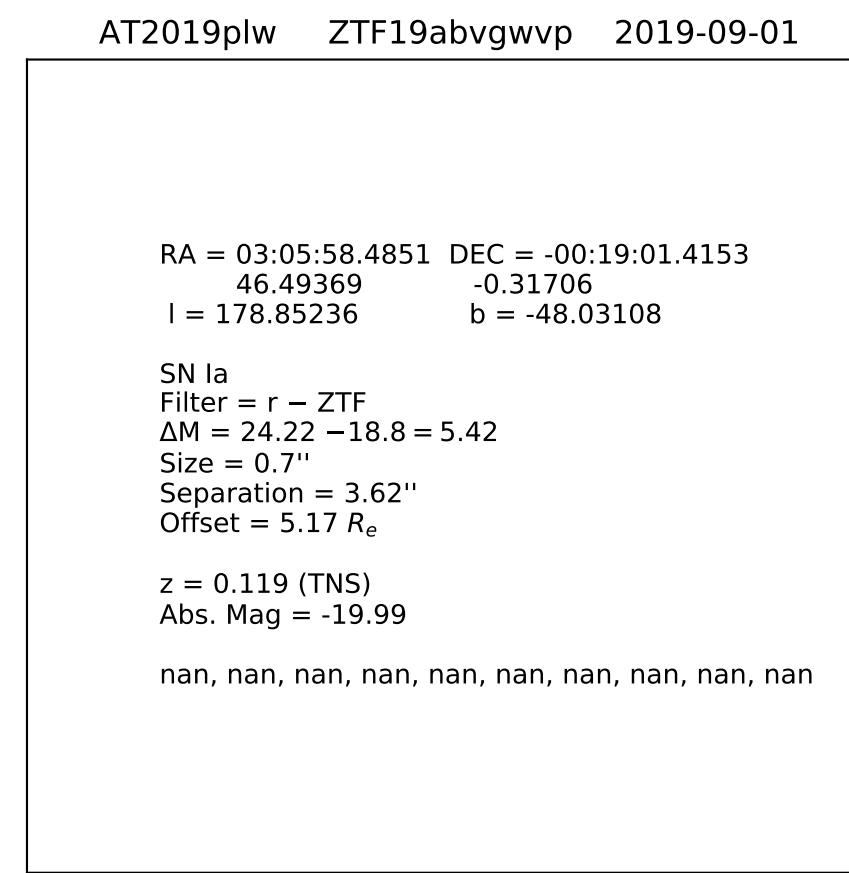 AT2019plw ZTF19abvgwvp 2019-09-01
RA = 03:05:58.4851 DEC = -00:19:01.4153
46.49369 -0.31706
l = 178.85236 b = -48.03108
SN Ia
Filter = r − ZTF
ΔM = 24.22 −18.8 = 5.42
Size = 0.7''
Separation = 3.62''
Offset = 5.17 Rₑ
z = 0.119 (TNS)
Abs. Mag = -19.99
nan, nan, nan, nan, nan, nan, nan, nan, nan, nan